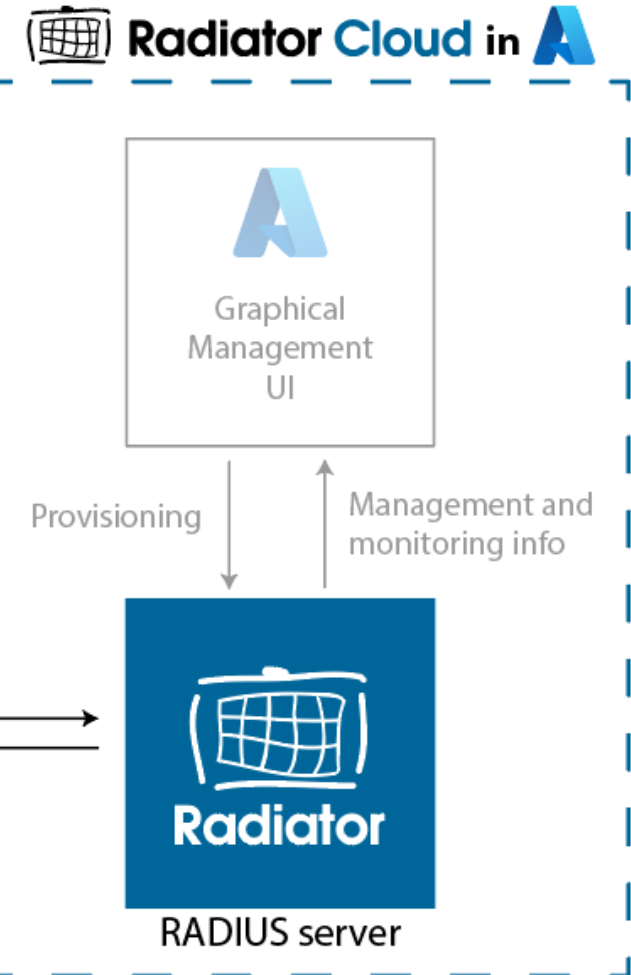 Radiator Cloud in
Graphical
Management
UI
Provisioning
Management and
monitoring info
Radiator
RADIUS server